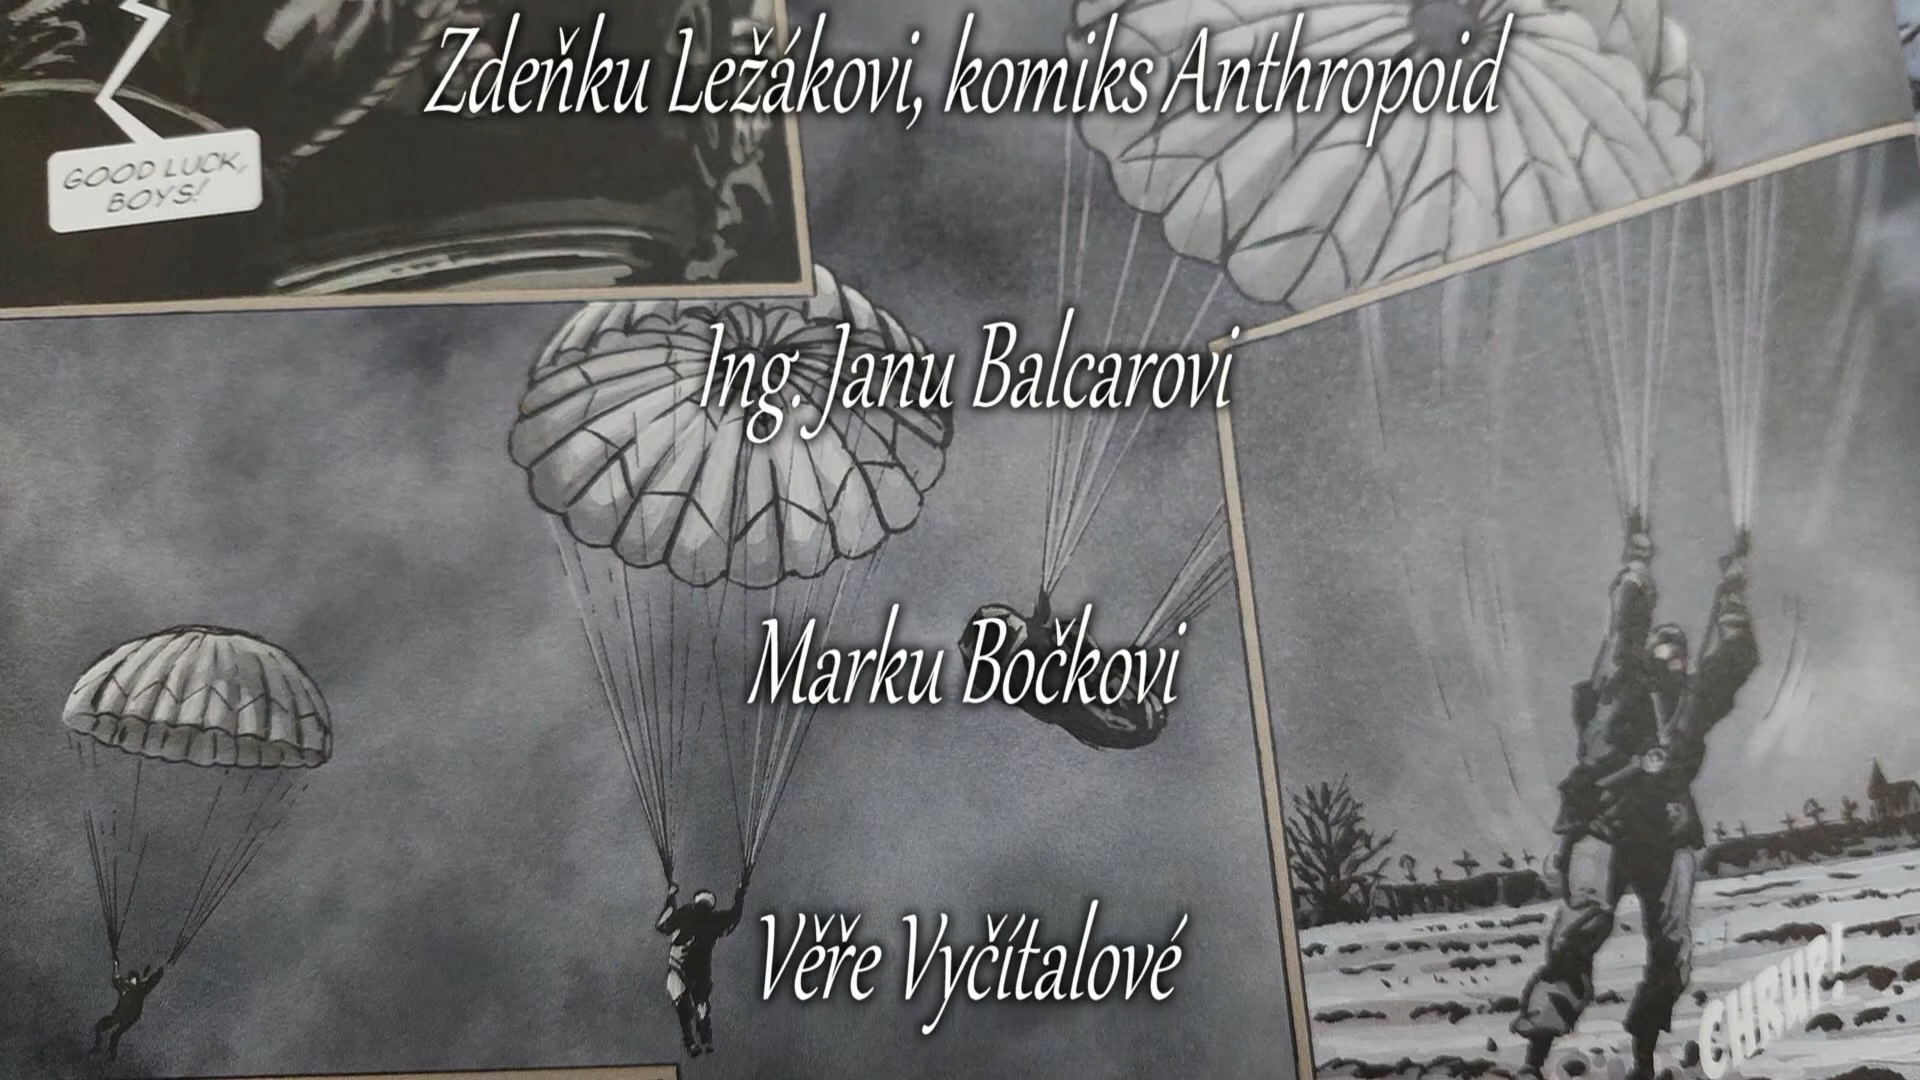 Zdeňku Ležákovi, komiks Anthropoid
GOOD LUCK,
BOYS!
Ing. Janu Balcarovi
Marku Bočkovi
Věře Vyčítalové
CHRUP!